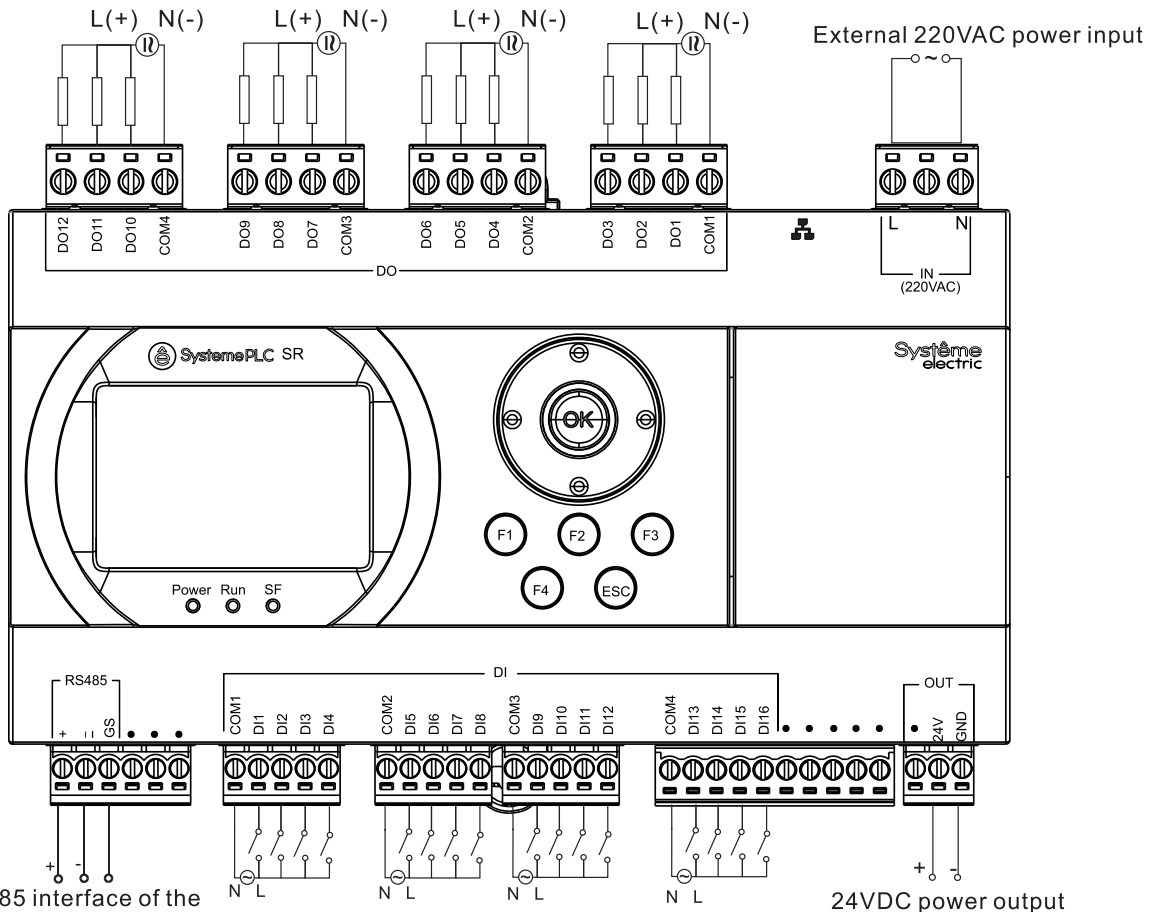 L(+) N(-) L(+) N(-) L(+) N(-) L(+) N(-)
External 220VAC power input
~
DO12 DO11 DO10 COM4 DO9 DO8 DO7 COM3 DO6 DO5 DO4 COM2 DO3 DO2 DO1 COM1
L N
DO
IN
(220VAC)
SystemePLC SR
Système
electric
OK
F1 F2 F3
F4 ESC
Power Run SF
RS485 DI OUT
+ -- GS COM1 DI1 DI2 DI3 DI4 COM2 DI5 DI6 DI7 DI8 COM3 DI9 DI10 DI11 DI12 COM4 DI13 DI14 DI15 DI16 24V GND
+ - + -
N L N L N L N L
85 interface of the
24VDC power output